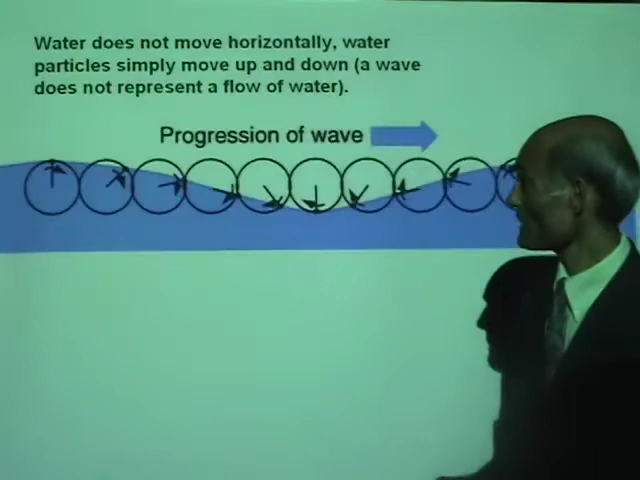 Water does not move horizontally, water
particles simply move up and down (a wave
does not represent a flow of water).
Progression of wave